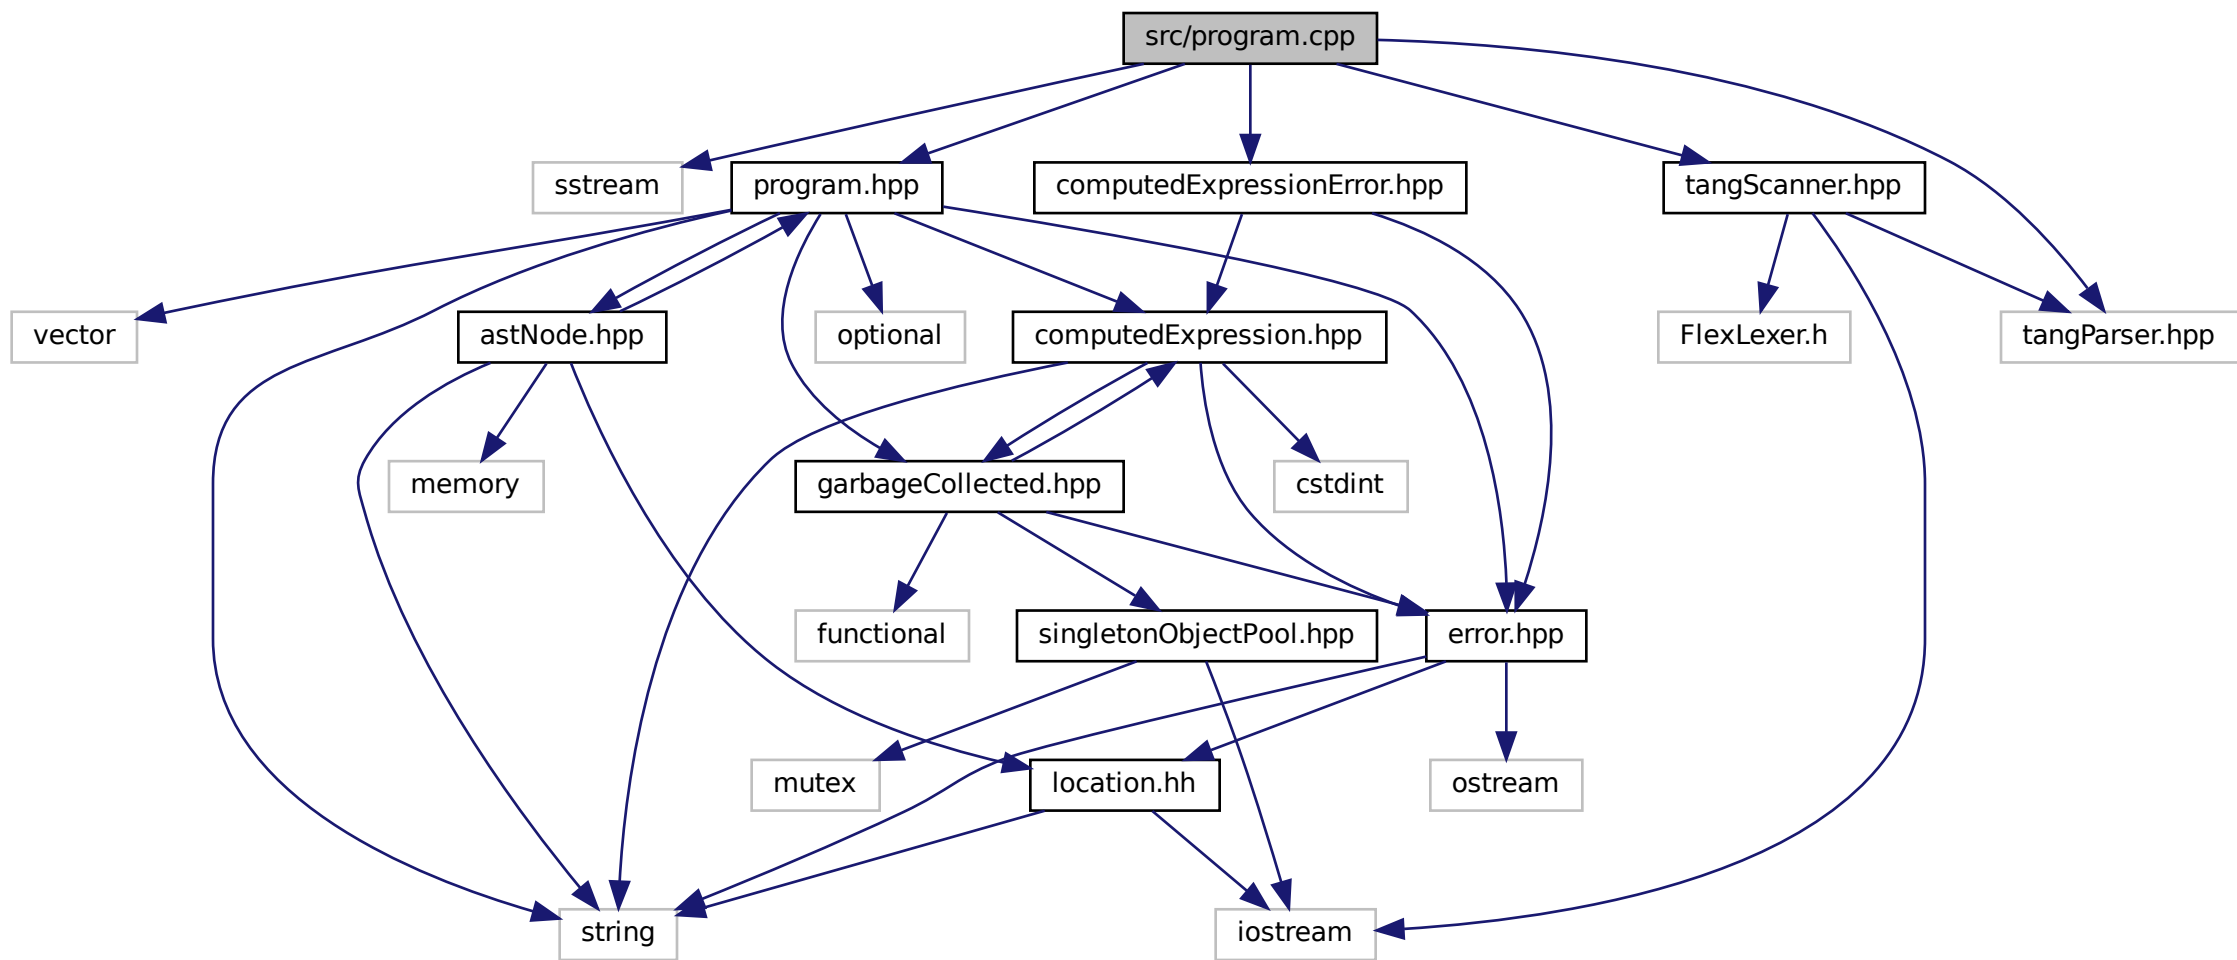 src/program.cpp
sstream
program.hpp
computedExpressionError.hpp
tangScanner.hpp
vector
astNode.hpp
optional
computedExpression.hpp
FlexLexer.h
tangParser.hpp
memory
garbageCollected.hpp
cstdint
functional
singletonObjectPool.hpp
error.hpp
mutex
location.hh
ostream
string
iostream